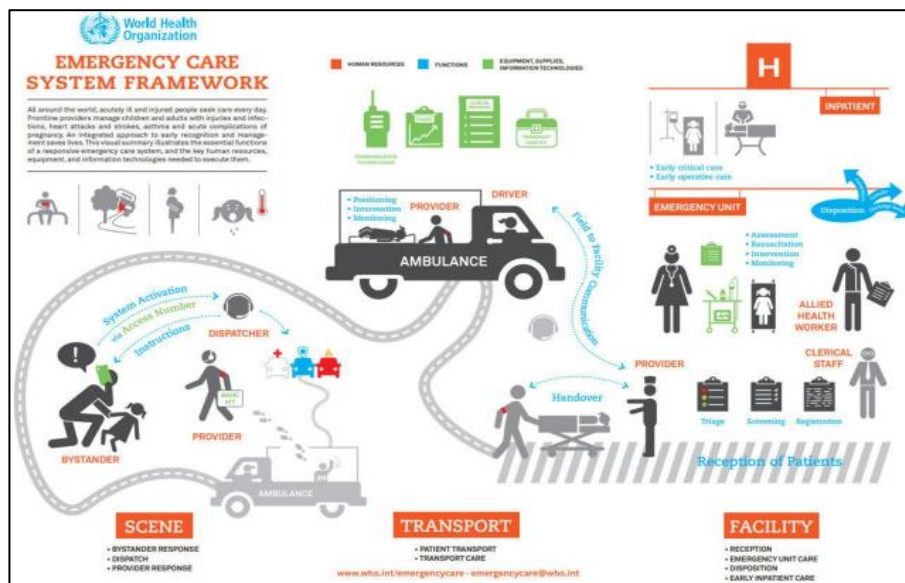 World Health
Organization
EMERGENCY CARE
SYSTEM FRAMEWORK
All around the world, acutely ill and injured people seek care every day.
Frontline providers manage children and adults with injuries and infec-
tions, heart attacks and strokes, asthma and acute complications of
pregnancy. An integrated approach to early recognition and manage-
ment saves lives. This visual summary illustrates the essential functions
of a responsive emergency care system, and the key human resources,
equipment, and information technologies needed to execute them.
HUMAN RESOURCES
FUNCTIONS
EQUIPMENT, SUPPLIES,
INFORMATION TECHNOLOGIES
H
INPATIENT
• Early critical care
• Early operative care
EMERGENCY UNIT
Disposition
• Assessment
• Resuscitation
• Intervention
• Monitoring
ALLIED
HEALTH
WORKER
CLERICAL
STAFF
DRIVER
PROVIDER
• Positioning
• Intervention
• Monitoring
AMBULANCE
Field to Facility Communication
System Activation
via Access Number
Instructions
DISPATCHER
!
BYSTANDER
PROVIDER
AMBULANCE
Handover
PROVIDER
Triage
Screening
Registration
Reception of Patients
SCENE
• BYSTANDER RESPONSE
• DISPATCH
• PROVIDER RESPONSE
TRANSPORT
• PATIENT TRANSPORT
• TRANSPORT CARE
www.who.int/emergencycare - emergencycare@who.int
FACILITY
• RECEPTION
• EMERGENCY UNIT CARE
• DISPOSITION
• EARLY INPATIENT CARE